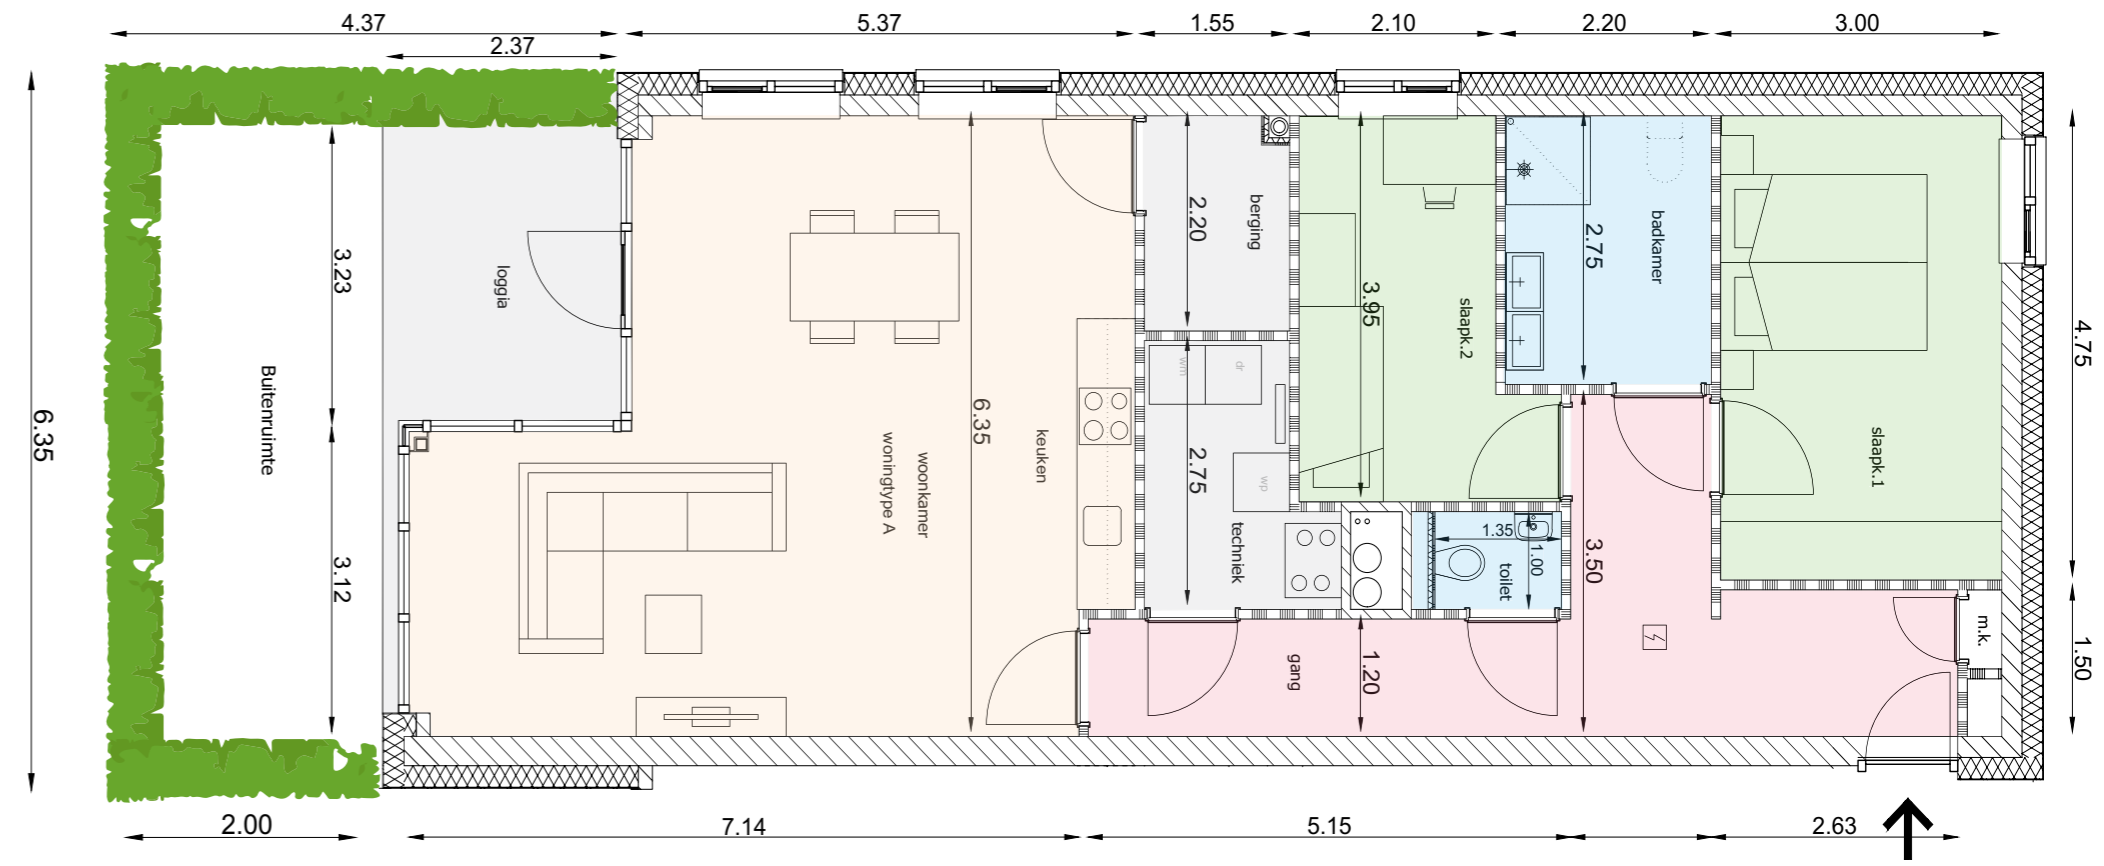 4.37
5.37
1.55
2.10
2.20
3.00
2.37
6.35
Buitenruimte
3.23
3.12
loggia
woonkamer
woningtype A
6.35
keuken
2.20
berging
wm
dr
2.75
wp
techniek
3.95
slaapk.2
2.75
badkamer
slaapk.1
4.75
1.35
1.00
toilet
3.50
gang
1.20
m.k.
1.50
2.00
7.14
5.15
2.63